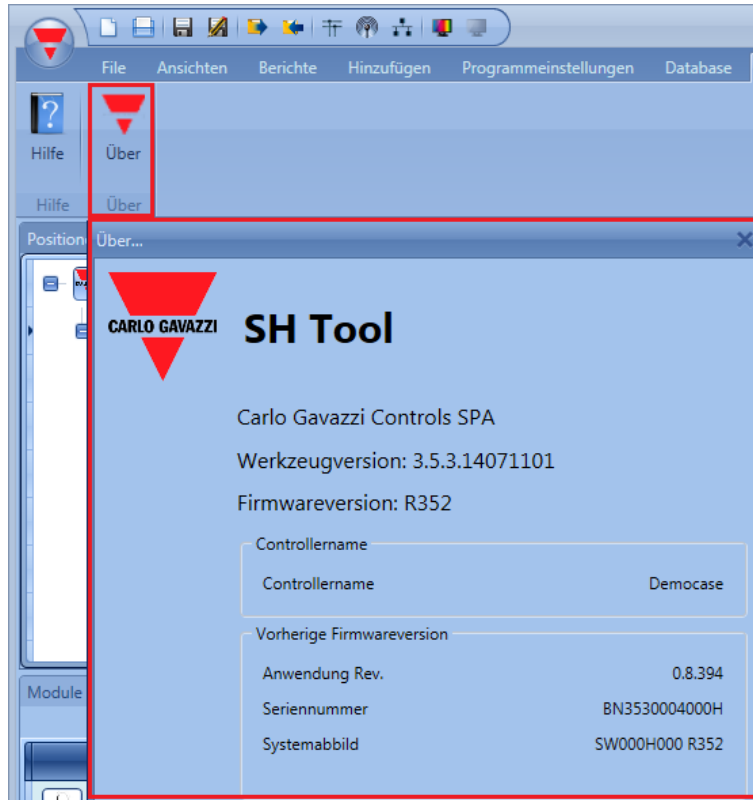 File Ansichten Berichte Hinzufügen Programmeinstellungen Database
?
Hilfe Über
Hilfe Über
Position
Über...
CARLO GAVAZZI
SH Tool
Carlo Gavazzi Controls SPA
Werkzeugversion: 3.5.3.14071101
Firmwareversion: R352
Controllername
Controllername Democase
Vorherige Firmwareversion
Anwendung Rev. 0.8.394
Seriennummer BN3530004000H
Systemabbild SW000H000 R352
Module